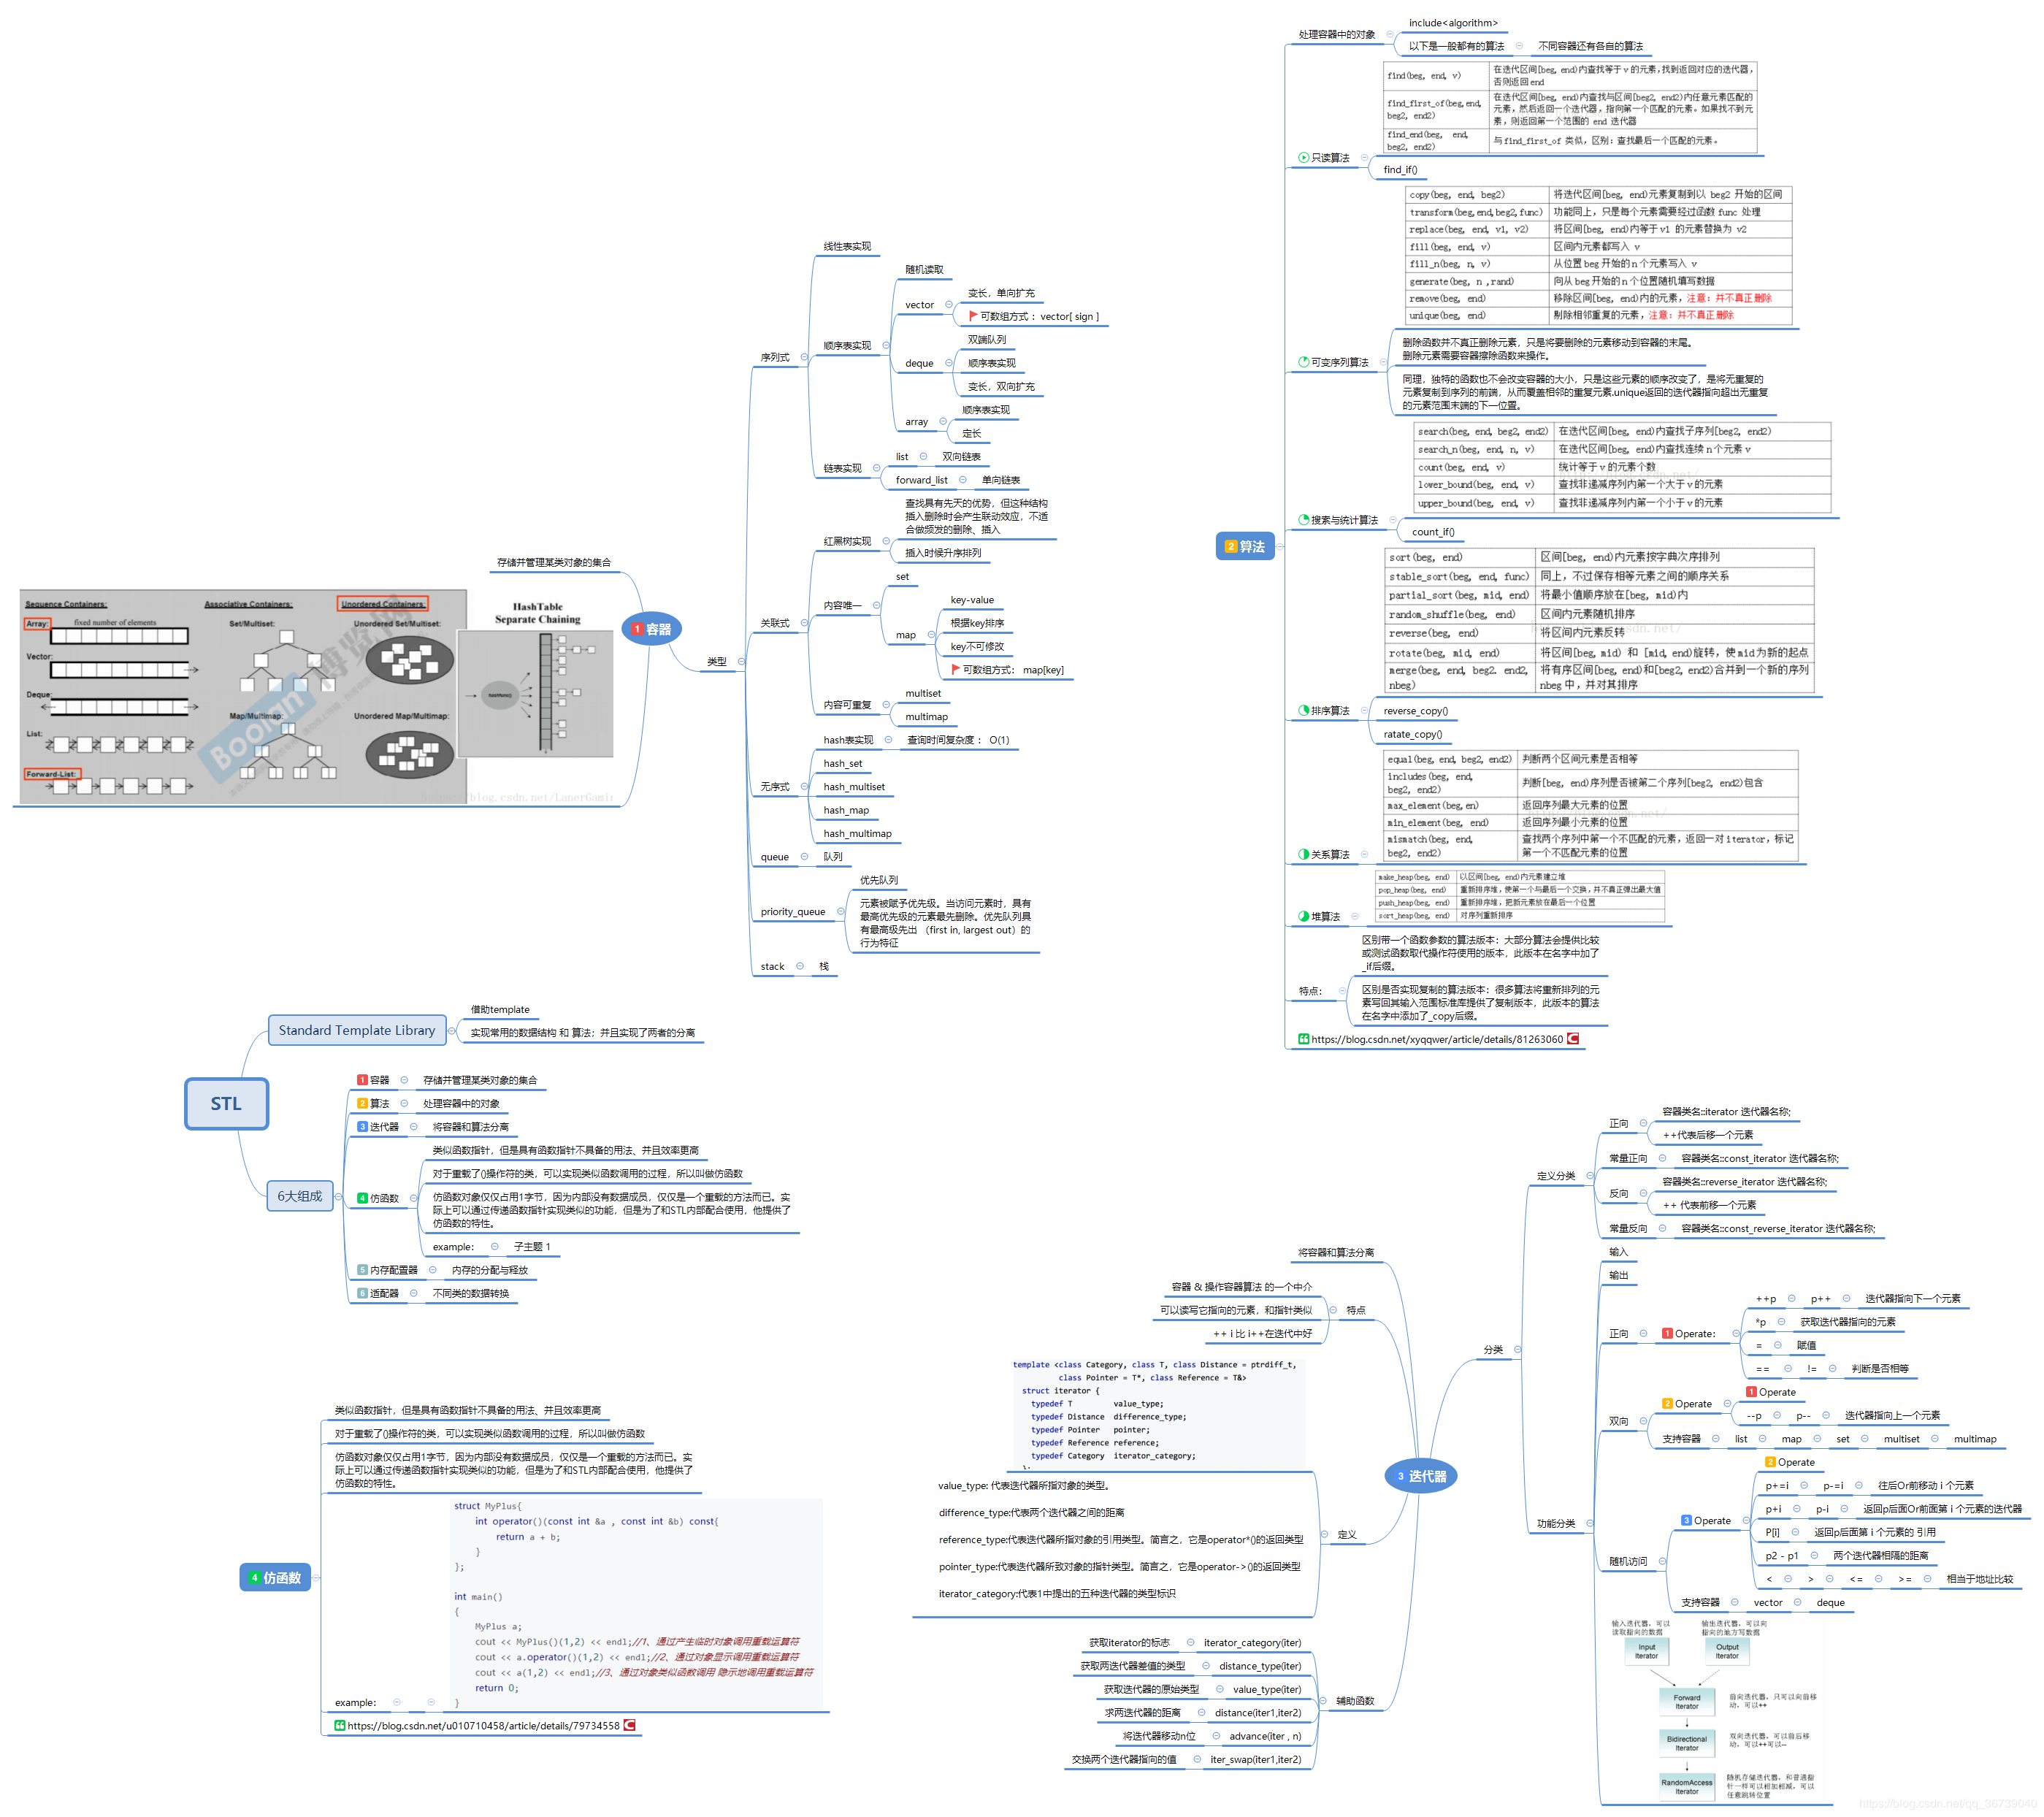 STL
Standard Template Library
借助template
实现常用的数据结构 和 算法；并且实现了两者的分离
6大组成
1 容器
存储并管理某类对象的集合
2 算法
处理容器中的对象
3 迭代器
将容器和算法分离
4 仿函数
类似函数指针，但是具有函数指针不具备的用法、并且效率更高
对于重载了()操作符的类，可以实现类似函数调用的过程，所以叫做仿函数
仿函数对象仅仅占用1字节，因为内部没有数据成员，仅仅是一个重载的方法而已。实
际上可以通过传递函数指针实现类似的功能，但是为了和STL内部配合使用，他提供了
仿函数的特性。
example：
子主题 1
5 内存配置器
内存的分配与释放
6 适配器
不同类的数据转换
1 容器
存储并管理某类对象的集合
Sequence Containers:
Associative Containers:
Unordered Containers:
Array:
fixed number of elements
Vector:
Deque:
List:
Forward-List:
Set/Multiset:
Map/Multimap:
Unordered Set/Multiset:
Unordered Map/Multimap:
Boolan 博览网
HashTable
Separate Chaining
blog.csdn.net/LanerGamin
类型
序列式
线性表实现
顺序表实现
随机读取
vector
变长，单向扩充
可数组方式： vector[ sign ]
deque
双端队列
顺序表实现
变长，双向扩充
array
顺序表实现
定长
链表实现
list
双向链表
forward_list
单向链表
关联式
红黑树实现
查找具有先天的优势，但这种结构
插入删除时会产生联动效应，不适
合做频发的删除、插入
插入时候升序排列
内容唯一
set
map
key-value
根据key排序
key不可修改
可数组方式： map[key]
内容可重复
multiset
multimap
无序式
hash表实现
查询时间复杂度： O(1)
hash_set
hash_multiset
hash_map
hash_multimap
queue
队列
priority_queue
优先队列
元素被赋予优先级。当访问元素时，具有
最高优先级的元素最先删除。优先队列具
有最高级先出 （first in, largest out）的
行为特征
stack
栈
2 算法
处理容器中的对象
include<algorithm>
以下是一般都有的算法
不同容器还有各自的算法
只读算法
find(beg, end, v)
在迭代区间[beg, end)内查找等于 v 的元素，找到返回对应的迭代器，
否则返回 end
find_first_of(beg,end,
beg2, end2)
在迭代区间[beg, end)内查找与区间[beg2, end2)内任意元素匹配的
元素，然后返回一个迭代器，指向第一个匹配的元素。如果找不到元
素，则返回第一个范围的 end 迭代器
find_end(beg, end,
beg2, end2)
与 find_first_of 类似，区别：查找最后一个匹配的元素。
find_if()
可变序列算法
copy(beg, end, beg2)
将迭代区间[beg, end)元素复制到以 beg2 开始的区间
transform(beg,end,beg2,func)
功能同上，只是每个元素需要经过函数 func 处理
replace(beg, end, v1, v2)
将区间[beg, end)内等于 v1 的元素替换为 v2
fill(beg, end, v)
区间内元素都写入 v
fill_n(beg, n, v)
从位置 beg 开始的 n 个元素写入 v
generate(beg, n ,rand)
向从 beg 开始的 n 个位置随机填写数据
remove(beg, end)
移除区间[beg, end)内的元素，注意：并不真正删除
unique(beg, end)
剔除相邻重复的元素，注意：并不真正删除
删除函数并不真正删除元素，只是将要删除的元素移动到容器的末尾。
删除元素需要容器擦除函数来操作。
同理，独特的函数也不会改变容器的大小，只是这些元素的顺序改变了，是将无重复的
元素复制到序列的前端，从而覆盖相邻的重复元素.unique返回的迭代器指向超出无重复
的元素范围末端的下一位置。
搜素与统计算法
search(beg, end, beg2, end2)
在迭代区间[beg, end)内查找子序列[beg2, end2)
search_n(beg, end, n, v)
在迭代区间[beg, end)内查找连续 n 个元素 v
count(beg, end, v)
统计等于 v 的元素个数
lower_bound(beg, end, v)
查找非递减序列内第一个大于 v 的元素
upper_bound(beg, end, v)
查找非递减序列内第一个小于 v 的元素
count_if()
排序算法
sort(beg, end)
区间[beg, end)内元素按字典次序排列
stable_sort(beg, end, func)
同上，不过保存相等元素之间的顺序关系
partial_sort(beg, mid, end)
将最小值顺序放在[beg, mid)内
random_shuffle(beg, end)
区间内元素随机排序
reverse(beg, end)
将区间内元素反转
rotate(beg, mid, end)
将区间[beg, mid) 和 [mid, end)旋转，使 mid 为新的起点
merge(beg, end, beg2. end2,
nbeg)
将有序区间[beg, end)和[beg2, end2)合并到一个新的序列
nbeg 中，并对其排序
reverse_copy()
ratate_copy()
关系算法
equal(beg, end, beg2, end2)
判断两个区间元素是否相等
includes(beg, end,
beg2, end2)
判断[beg, end)序列是否被第二个序列[beg2, end2)包含
max_element(beg,en)
返回序列最大元素的位置
min_element(beg, end)
返回序列最小元素的位置
mismatch(beg, end,
beg2, end2)
查找两个序列中第一个不匹配的元素，返回一对 iterator，标记
第一个不匹配元素的位置
堆算法
make_heap(beg, end)
以区间[beg, end)内元素建立堆
pop_heap(beg, end)
重新排序堆，使第一个与最后一个交换，并不真正弹出最大值
push_heap(beg, end)
重新排序堆，把新元素放在最后一个位置
sort_heap(beg, end)
对序列重新排序
特点：
区别带一个函数参数的算法版本：大部分算法会提供比较
或测试函数取代操作符使用的版本，此版本在名字中加了
_if后缀。
区别是否实现复制的算法版本：很多算法将重新排列的元
素写回其输入范围标准库提供了复制版本，此版本的算法
在名字中添加了_copy后缀。
https://blog.csdn.net/xyqqwer/article/details/81263060
4 仿函数
类似函数指针，但是具有函数指针不具备的用法、并且效率更高
对于重载了()操作符的类，可以实现类似函数调用的过程，所以叫做仿函数
仿函数对象仅仅占用1字节，因为内部没有数据成员，仅仅是一个重载的方法而已。实
际上可以通过传递函数指针实现类似的功能，但是为了和STL内部配合使用，他提供了
仿函数的特性。
example：
struct MyPlus{
int operator()(const int &a , const int &b) const{
return a + b;
}
};
int main()
{
MyPlus a;
cout << MyPlus()(1,2) << endl;//1、通过产生临时对象调用重载运算符
cout << a.operator()(1,2) << endl;//2、通过对象显示调用重载运算符
cout << a(1,2) << endl;//3、通过对象类似函数调用 隐示地调用重载运算符
return 0;
}
https://blog.csdn.net/u010710458/article/details/79734558
3 迭代器
将容器和算法分离
特点
容器 & 操作容器算法 的一个中介
可以读写它指向的元素，和指针类似
++ i 比 i++在迭代中好
定义
template <class Category, class T, class Distance = ptrdiff_t,
class Pointer = T*, class Reference = T&>
struct iterator {
typedef T value_type;
typedef Distance difference_type;
typedef Pointer pointer;
typedef Reference reference;
typedef Category iterator_category;
};
value_type: 代表迭代器所指对象的类型。
difference_type:代表两个迭代器之间的距离
reference_type:代表迭代器所指对象的引用类型。简言之，它是operator*()的返回类型
pointer_type:代表迭代器所致对象的指针类型。简言之，它是operator->()的返回类型
iterator_category:代表1中提出的五种迭代器的类型标识
辅助函数
获取iterator的标志
iterator_category(iter)
获取两迭代器差值的类型
distance_type(iter)
获取迭代器的原始类型
value_type(iter)
求两迭代器的距离
distance(iter1,iter2)
将迭代器移动n位
advance(iter , n)
交换两个迭代器指向的值
iter_swap(iter1,iter2)
分类
定义分类
正向
容器类名::iterator 迭代器名称;
++代表后移一个元素
常量正向
容器类名::const_iterator 迭代器名称;
反向
容器类名::reverse_iterator 迭代器名称;
++ 代表前移一个元素
常量反向
容器类名::const_reverse_iterator 迭代器名称;
功能分类
输入
输出
正向
1 Operate：
++p
p++
迭代器指向下一个元素
*p
获取迭代器指向的元素
=
赋值
==
!=
判断是否相等
双向
2 Operate
1 Operate
--p
p--
迭代器指向上一个元素
支持容器
list
map
set
multiset
multimap
随机访问
3 Operate
2 Operate
p+=i
p-=i
往后Or前移动 i 个元素
p+i
p-i
返回p后面Or前面第 i 个元素的迭代器
P[i]
返回p后面第 i 个元素的 引用
p2 - p1
两个迭代器相隔的距离
<
>
<=
>=
相当于地址比较
支持容器
vector
deque
输入迭代器，可以
读取指向的数据
输出迭代器，可以向
指向的地方写数据
Input
Iterator
Output
Iterator
Forward
Iterator
前向迭代器，只可以向前移
动，可以++
Bidirectional
Iterator
双向迭代器，可以前后移
动，可以++可以--
RandomAccess
Iterator
随机存储迭代器，和普通指
针一样可以相加相减，可以
任意跳转位置
https://blog.csdn.net/qq_36739040